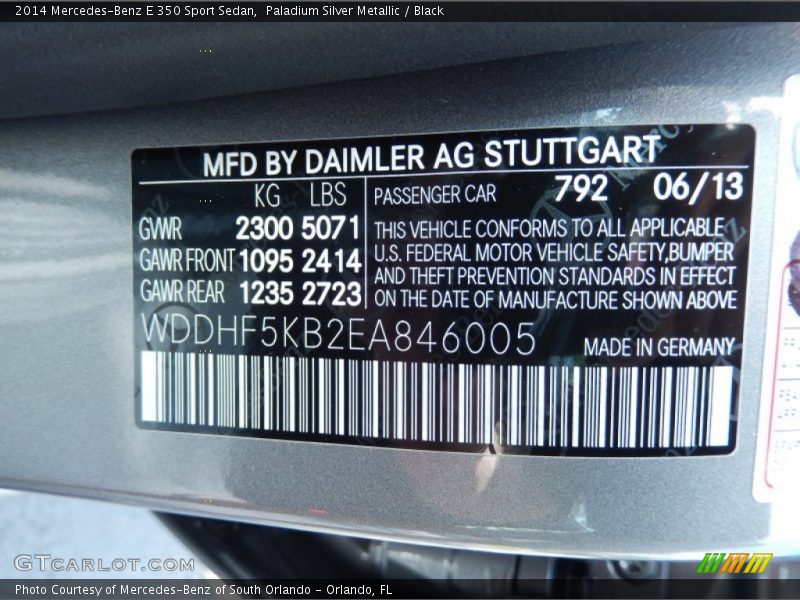 2014 Mercedes-Benz E 350 Sport Sedan,  Paladium Silver Metallic / Black
MFD BY DAIMLER AG STUTTGART
KG LBS
GVWR 2300 5071
GAWR FRONT 1095 2414
GAWR REAR 1235 2723
PASSENGER CAR 792 06/13
THIS VEHICLE CONFORMS TO ALL APPLICABLE
U.S. FEDERAL MOTOR VEHICLE SAFETY,BUMPER
AND THEFT PREVENTION STANDARDS IN EFFECT
ON THE DATE OF MANUFACTURE SHOWN ABOVE
WDDHF5KB2EA846005
MADE IN GERMANY
GTCARLOT.COM
Photo Courtesy of Mercedes-Benz of South Orlando - Orlando, FL